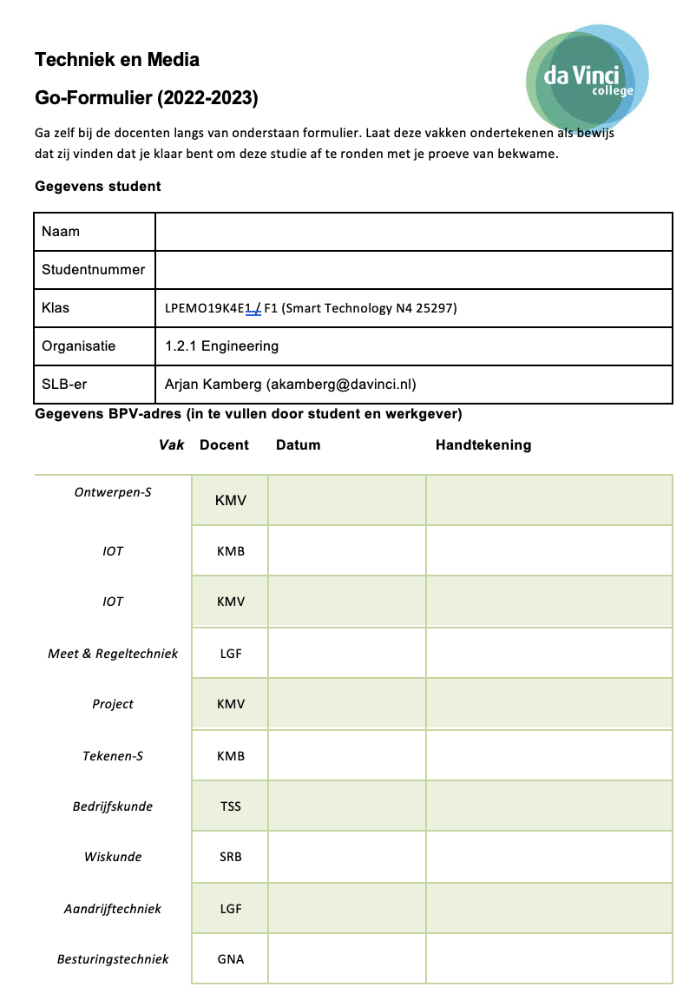 da Vinci
college
Techniek en Media
Go-Formulier (2022-2023)
Ga zelf bij de docenten langs van onderstaan formulier. Laat deze vakken ondertekenen als bewijs
dat zij vinden dat je klaar bent om deze studie af te ronden met je proeve van bekwame.
Gegevens student
Naam
Studentnummer
Klas LPEMO19K4E1 / F1 (Smart Technology N4 25297)
Organisatie 1.2.1 Engineering
SLB-er Arjan Kamberg (akamberg@davinci.nl)
Gegevens BPV-adres (in te vullen door student en werkgever)
Vak Docent Datum Handtekening
Ontwerpen-S KMV
IOT KMB
IOT KMV
Meet & Regeltechniek LGF
Project KMV
Tekenen-S KMB
Bedrijfskunde TSS
Wiskunde SRB
Aandrijftechniek LGF
Besturingstechniek GNA